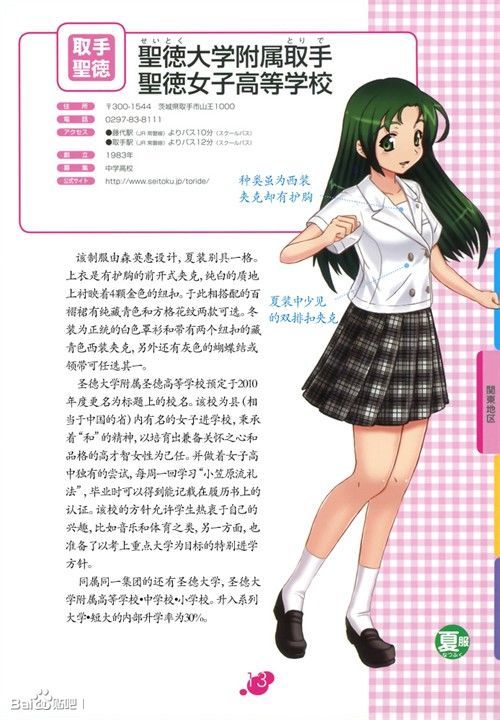 取手
聖徳
せいとく
とりで
聖徳大学附属取手
聖徳女子高等学校
住所
〒300-1544 茨城県取手市山王1000
電話
0297-83-8111
アクセス
●藤代駅（JR 常磐線）よりバス10分（スクールバス）
●取手駅（JR 常磐線）よりバス12分（スクールバス）
創立
1983年
募集
中学高校
公式サイト
http://www.seitoku.jp/toride/
种类虽为西装
夹克却有护胸
该制服由森英惠设计，夏装别具一格。
上衣是有护胸的前开式夹克，纯白的质地
上衬映着4颗金色的纽扣。于此相搭配的百
褶裙有纯藏青色和方格花纹两款可选。冬
装为正统的白色罩衫和带有两个纽扣的藏
青色西装夹克，另外还有灰色的蝴蝶结或
领带可任选其一。
夏装中少见
的双排扣夹克
圣德大学附属圣德高等学校预定于2010
年度更名为标题上的校名。该校为县（相
当于中国的省）内有名的女子进学校，秉承
着“和”的精神，以培育出兼备关怀之心和
品格的高才智女性为己任。并做着女子高
中独有的尝试，每周一回学习“小笠原流礼
法”，毕业时可以得到能记载在履历书上的
认证。该校的方针允许学生热衷于自己的
兴趣，比如音乐和体育之类，另一方面，也
准备了以考上重点大学为目标的特别进学
方针。
同属同一集团的还有圣德大学，圣德大
学附属高等学校•中学校•小学校。升入系列
大学•短大的内部升学率为30%。
関東地区
夏服
なつふく
13
Bai贴吧